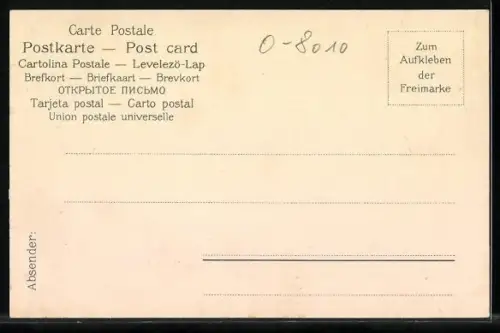 Carte Postale
Postkarte — Post card
Cartolina Postale — Levelezö-Lap
Brefkort — Briefkaart — Brevkort
ОТКРЫТОЕ ПИСЬМО
Tarjeta postal — Carto postal
Union postale universelle
0-8010
Zum
Aufkleben
der
Freimarke
Absender: